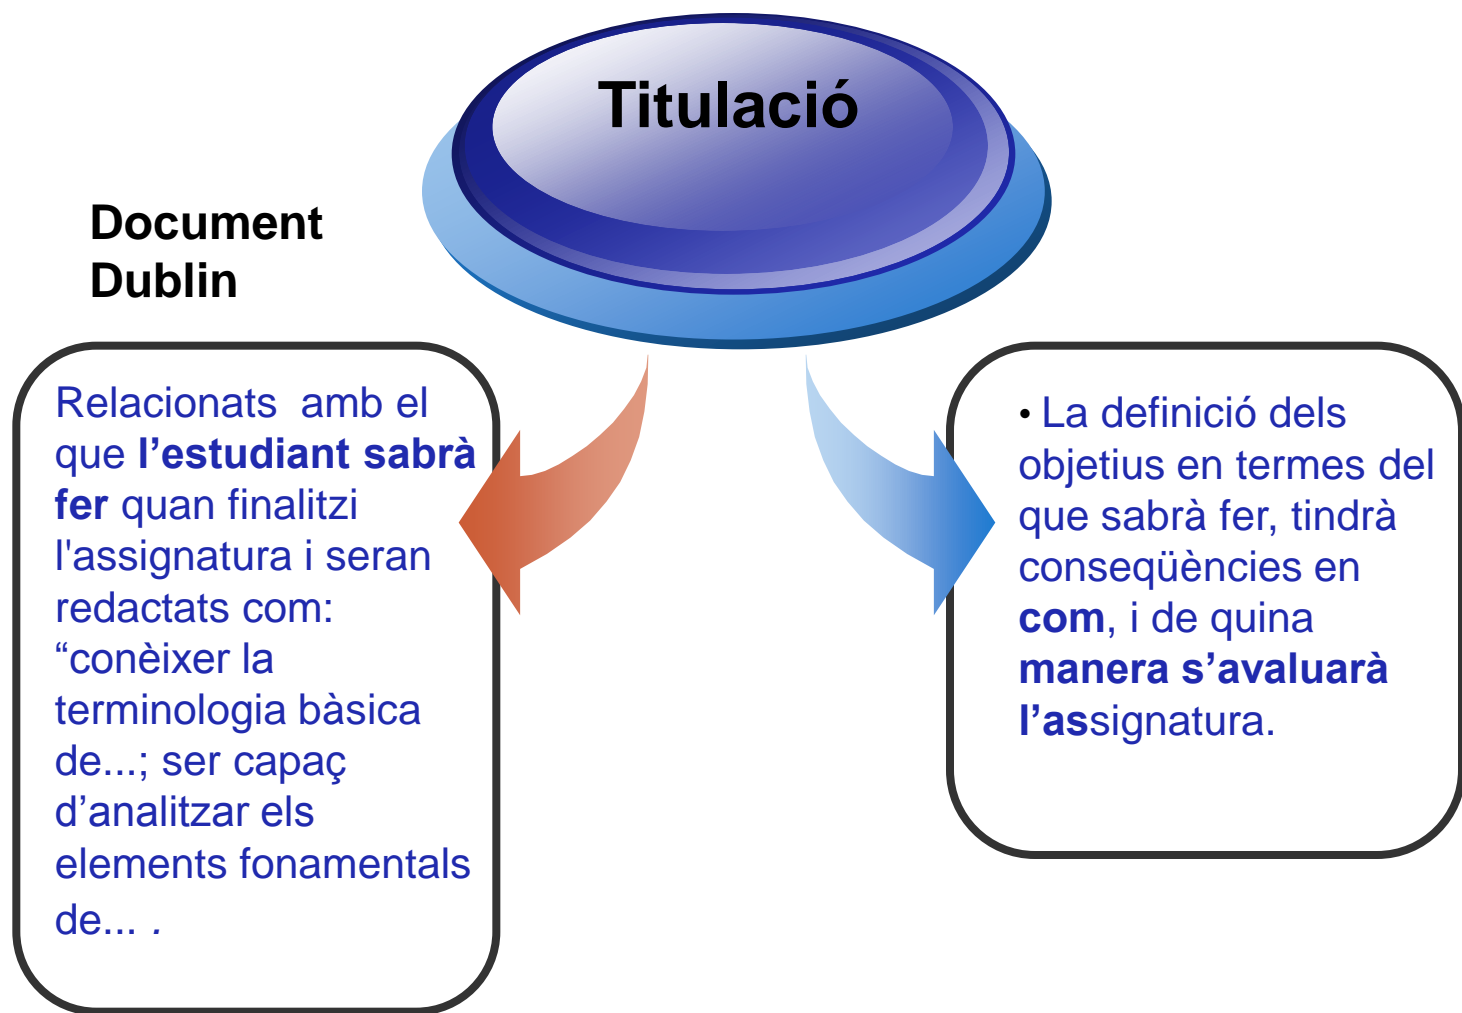 Titulació
Document
Dublin
Relacionats  amb el
que l’estudiant sabrà
fer quan finalitzi
l'assignatura i seran
redactats com:
“conèixer la
terminologia bàsica
de...; ser capaç
d’analitzar els
elements fonamentals
de... .
• La definició dels
objetius en termes del
que sabrà fer, tindrà
conseqüències en
com, i de quina
manera s’avaluarà
l’assignatura.